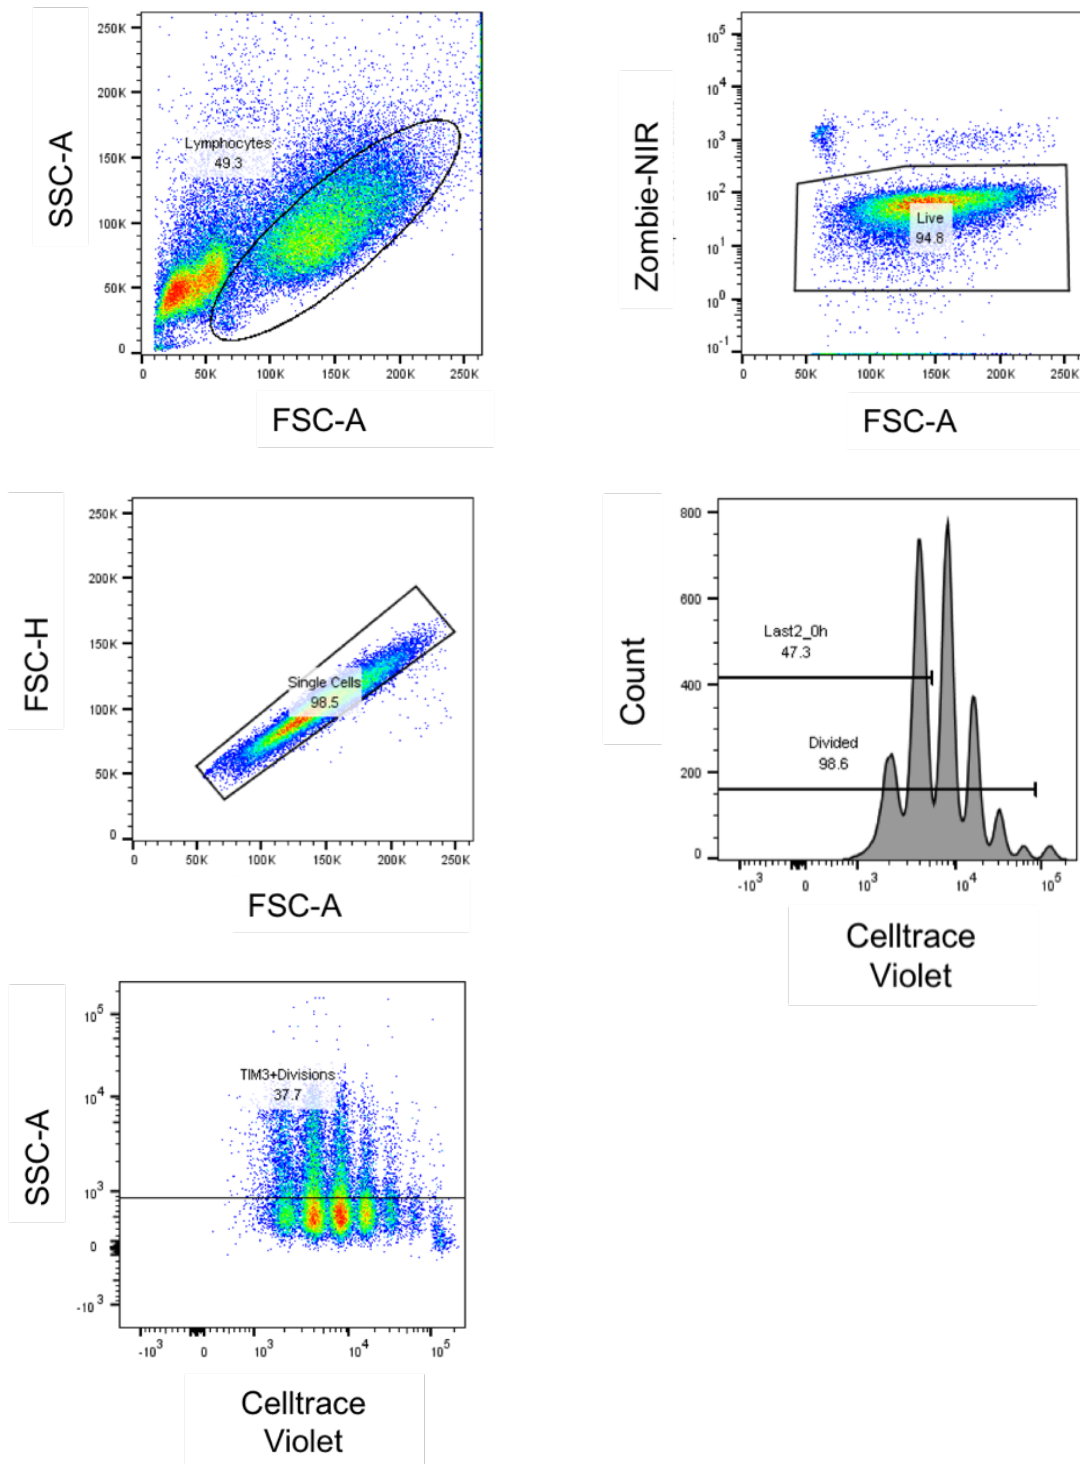 250K
200K
150K
100K
50K
0
SSC-A
Lymphocytes
49.3
0 50K 100K 150K 200K 250K
FSC-A
10^5
10^4
10^3
10^2
10^1
10^0
10^-1
Zombie-NIR
Live
94.8
0 50K 100K 150K 200K 250K
FSC-A
250K
200K
150K
100K
50K
0
FSC-H
Single Cells
98.5
0 50K 100K 150K 200K 250K
FSC-A
800
600
400
200
0
Count
Last2_0h
47.3
Divided
98.6
-10^3 0 10^3 10^4 10^5
Celltrace
Violet
10^5
10^4
10^3
0
-10^3
SSC-A
TIM3+Divisions
37.7
-10^3 0 10^3 10^4 10^5
Celltrace
Violet